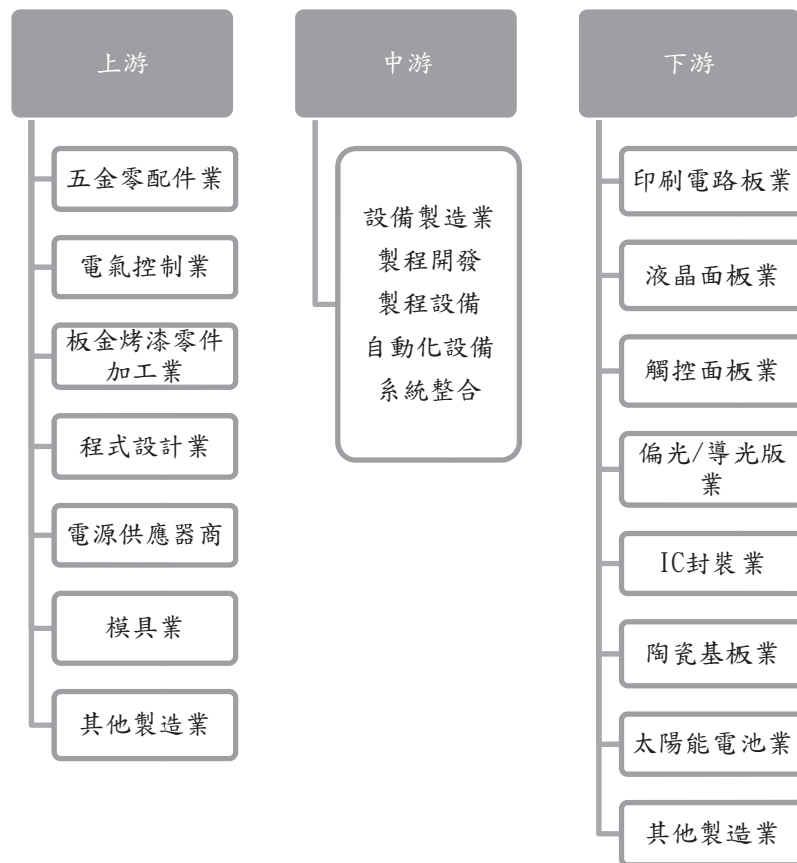 上游
五金零配件業
電氣控制業
板金烤漆零件
加工業
程式設計業
電源供應器商
模具業
其他製造業
中游
設備製造業
製程開發
製程設備
自動化設備
系統整合
下游
印刷電路板業
液晶面板業
觸控面板業
偏光/導光版
業
IC封裝業
陶瓷基板業
太陽能電池業
其他製造業